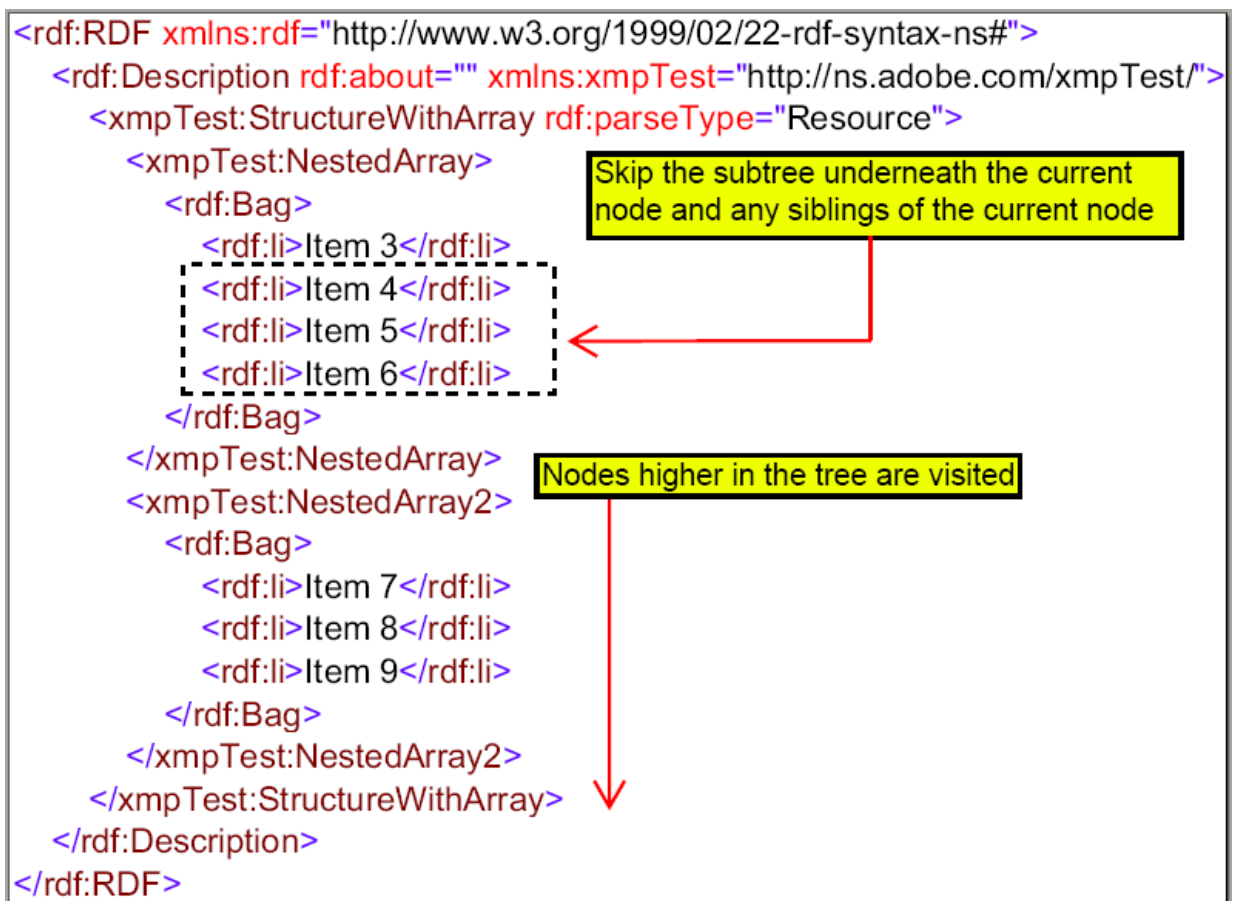 <rdf:RDF xmlns:rdf="http://www.w3.org/1999/02/22-rdf-syntax-ns#">
<rdf:Description rdf:about="" xmlns:xmpTest="http://ns.adobe.com/xmpTest/">
<xmpTest:StructureWithArray rdf:parseType="Resource">
<xmpTest:NestedArray>
Skip the subtree underneath the current
node and any siblings of the current node
<rdf:Bag>
<rdf:li>Item 3</rdf:li>
<rdf:li>Item 4</rdf:li>
<rdf:li>Item 5</rdf:li>
<rdf:li>Item 6</rdf:li>
</rdf:Bag>
</xmpTest:NestedArray>
Nodes higher in the tree are visited
<xmpTest:NestedArray2>
<rdf:Bag>
<rdf:li>Item 7</rdf:li>
<rdf:li>Item 8</rdf:li>
<rdf:li>Item 9</rdf:li>
</rdf:Bag>
</xmpTest:NestedArray2>
</xmpTest:StructureWithArray>
</rdf:Description>
</rdf:RDF>